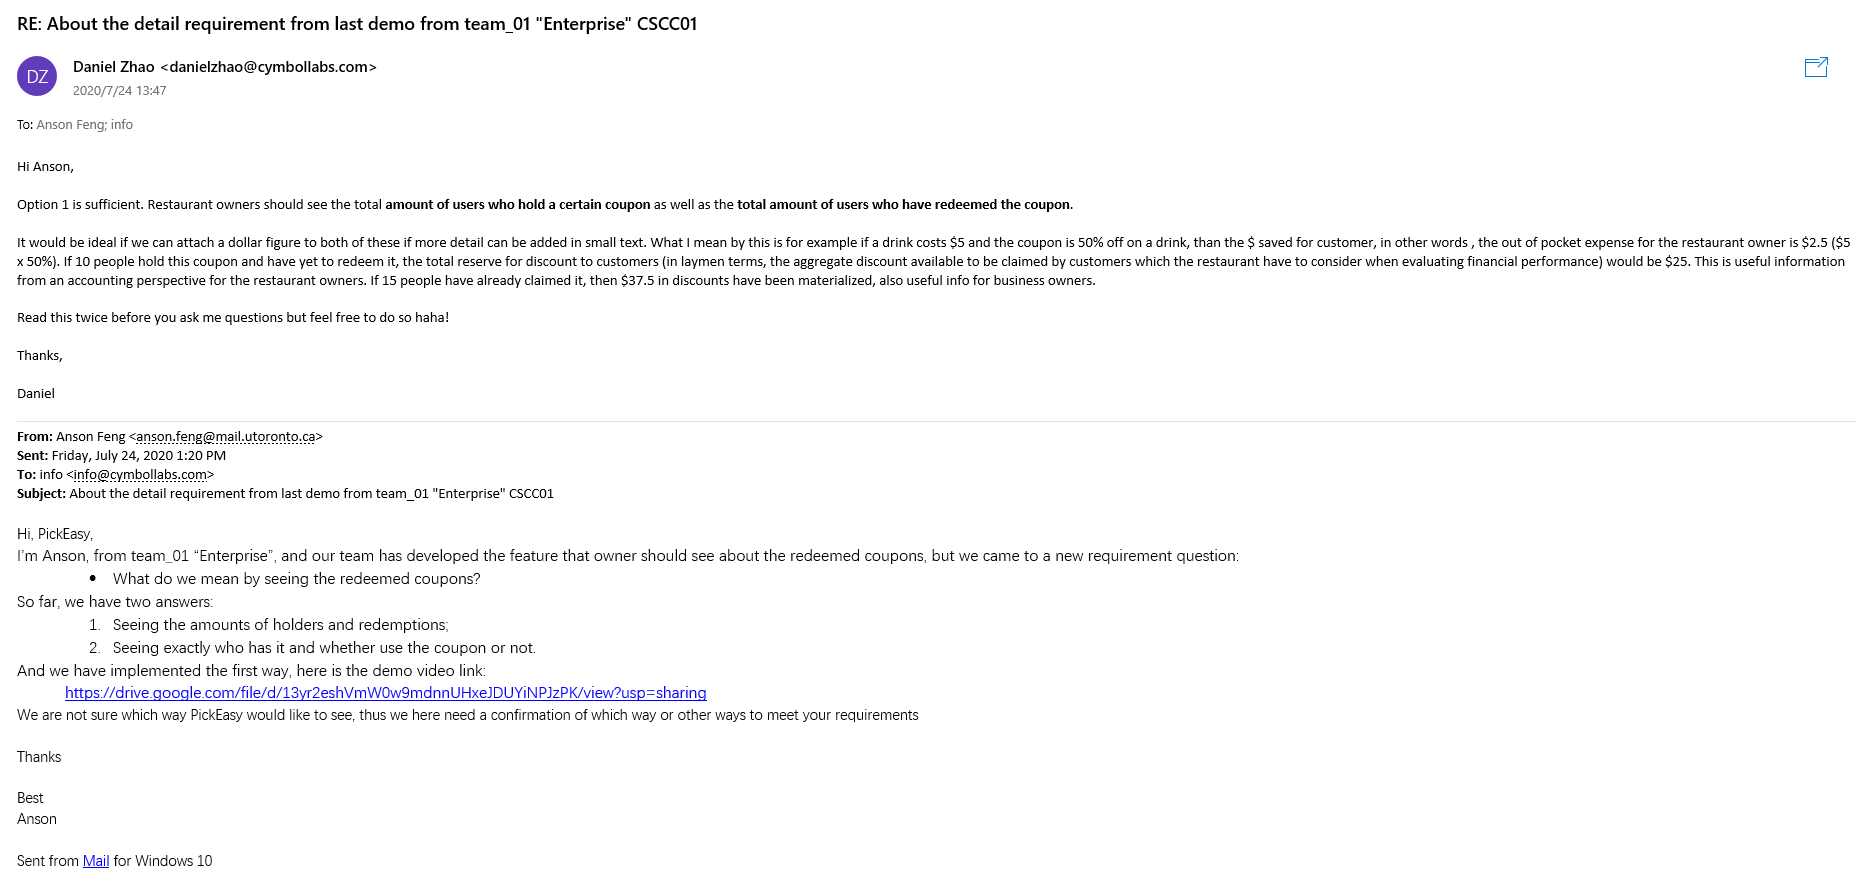 RE: About the detail requirement from last demo from team_01 "Enterprise" CSCC01
DZ
Daniel Zhao <danielzhao@cymbollabs.com>
2020/7/24 13:47
To: Anson Feng; info
Hi Anson,
Option 1 is sufficient. Restaurant owners should see the total amount of users who hold a certain coupon as well as the total amount of users who have redeemed the coupon.
It would be ideal if we can attach a dollar figure to both of these if more detail can be added in small text. What I mean by this is for example if a drink costs $5 and the coupon is 50% off on a drink, than the $ saved for customer, in other words , the out of pocket expense for the restaurant owner is $2.5 ($5
x 50%). If 10 people hold this coupon and have yet to redeem it, the total reserve for discount to customers (in laymen terms, the aggregate discount available to be claimed by customers which the restaurant have to consider when evaluating financial performance) would be $25. This is useful information
from an accounting perspective for the restaurant owners. If 15 people have already claimed it, then $37.5 in discounts have been materialized, also useful info for business owners.
Read this twice before you ask me questions but feel free to do so haha!
Thanks,
Daniel
From: Anson Feng <anson.feng@mail.utoronto.ca>
Sent: Friday, July 24, 2020 1:20 PM
To: info <info@cymbollabs.com>
Subject: About the detail requirement from last demo from team_01 "Enterprise" CSCC01
Hi, PickEasy,
I'm Anson, from team_01 “Enterprise”, and our team has developed the feature that owner should see about the redeemed coupons, but we came to a new requirement question:
• What do we mean by seeing the redeemed coupons?
So far, we have two answers:
1. Seeing the amounts of holders and redemptions;
2. Seeing exactly who has it and whether use the coupon or not.
And we have implemented the first way, here is the demo video link:
https://drive.google.com/file/d/13yr2eshVmW0w9mdnnUHxeJDUYiNPJzPK/view?usp=sharing
We are not sure which way PickEasy would like to see, thus we here need a confirmation of which way or other ways to meet your requirements
Thanks
Best
Anson
Sent from Mail for Windows 10